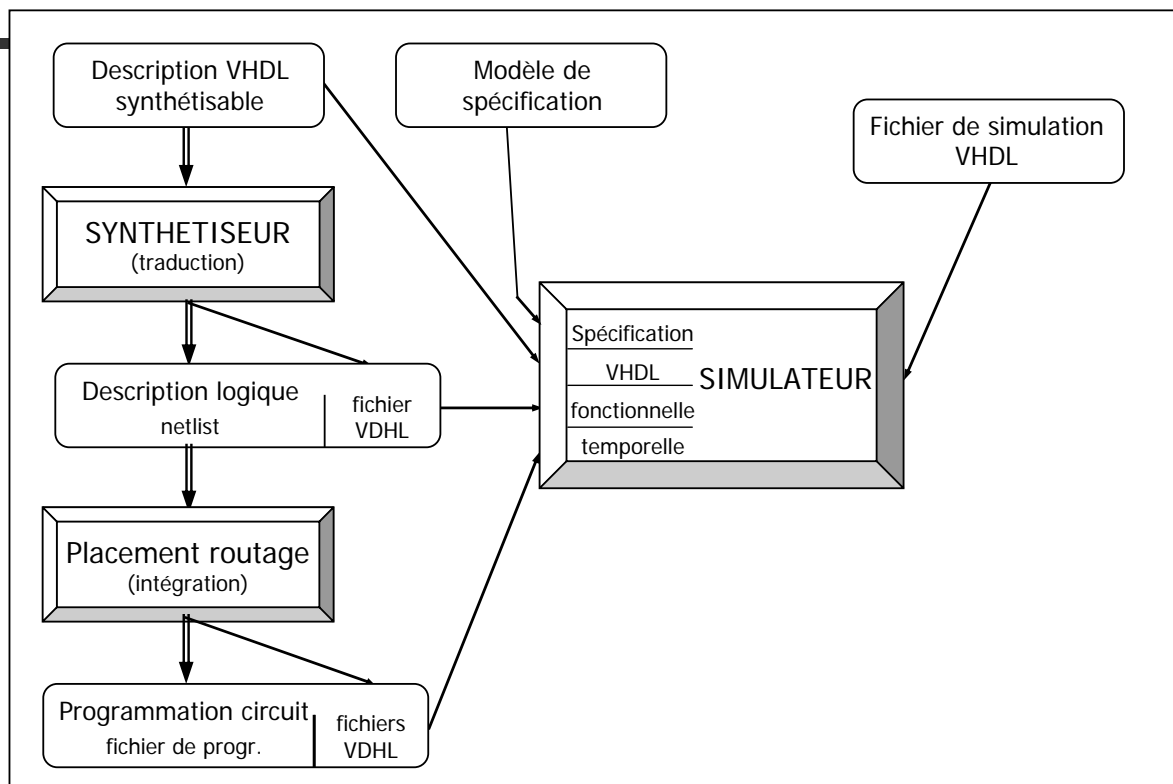 Description VHDL
synthétisable
Modèle de
spécification
Fichier de simulation
VHDL
SYNTHETISEUR
(traduction)
Spécification
VHDL
fonctionnelle
temporelle
SIMULATEUR
Description logique
netlist
fichier
VDHL
Placement routage
(intégration)
Programmation circuit
fichier de progr.
fichiers
VDHL